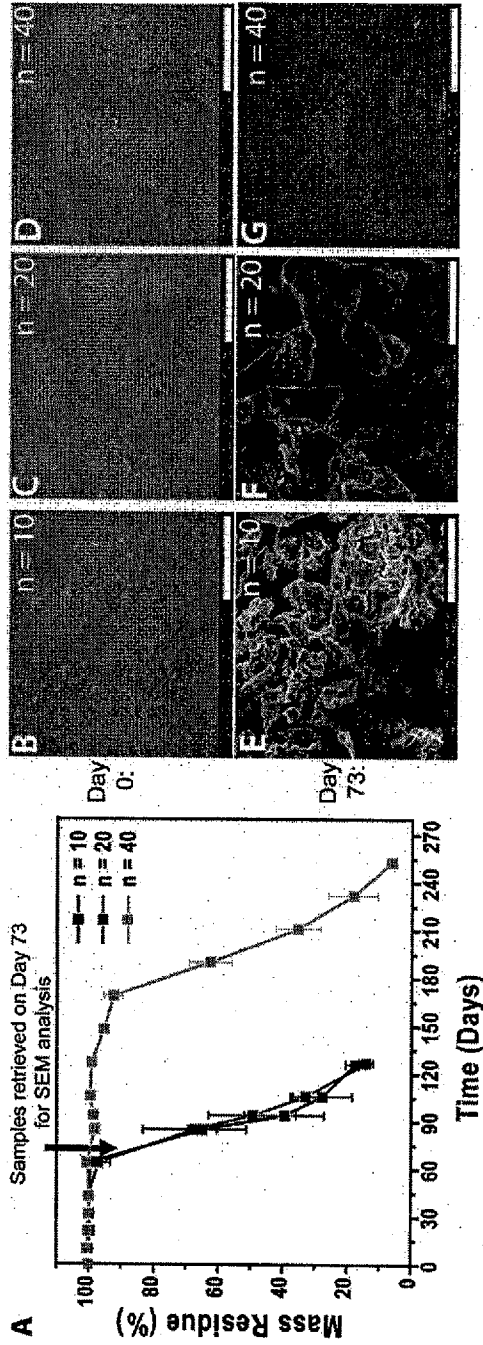 A
Samples retrieved on Day 73
for SEM analysis
n = 10
n = 20
n = 40
Mass Residue (%)
100
80
60
40
20
0
0 30 60 90 120 150 180 210 240 270
Time (Days)
Day
0:
B n = 10
C n = 20
D n = 40
Day
73:
E n = 10
F n = 20
G n = 40